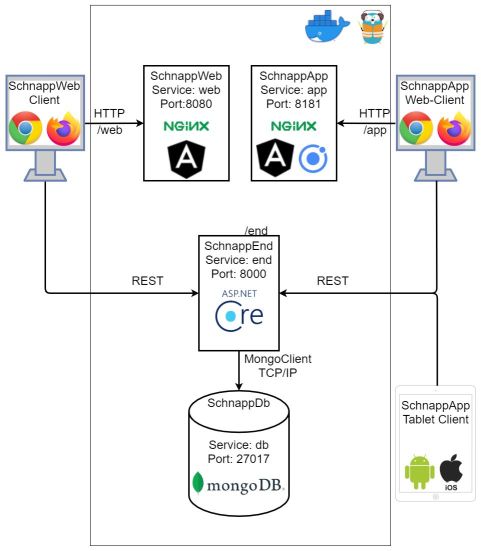 SchnappWeb
Client
HTTP
/web
SchnappWeb
Service: web
Port:8080
NGINX
SchnappApp
Service: app
Port: 8181
NGINX
HTTP
/app
SchnappApp
Web-Client
/end
SchnappEnd
Service: end
Port: 8000
ASP.NET
Core
REST
REST
MongoClient
TCP/IP
SchnappDb
Service: db
Port: 27017
mongoDB.
SchnappApp
Tablet Client
iOS